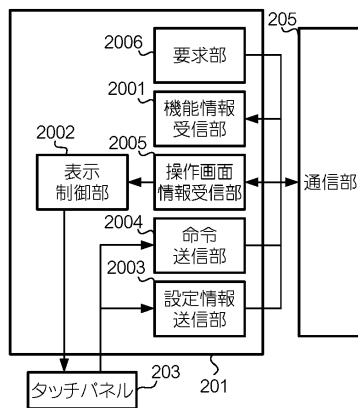 205
2006
要求部
2001
機能情報
受信部
2002
2005
表示
制御部
操作画面
情報受信部
通信部
2004
命令
送信部
2003
設定情報
送信部
タッチパネル
203
201